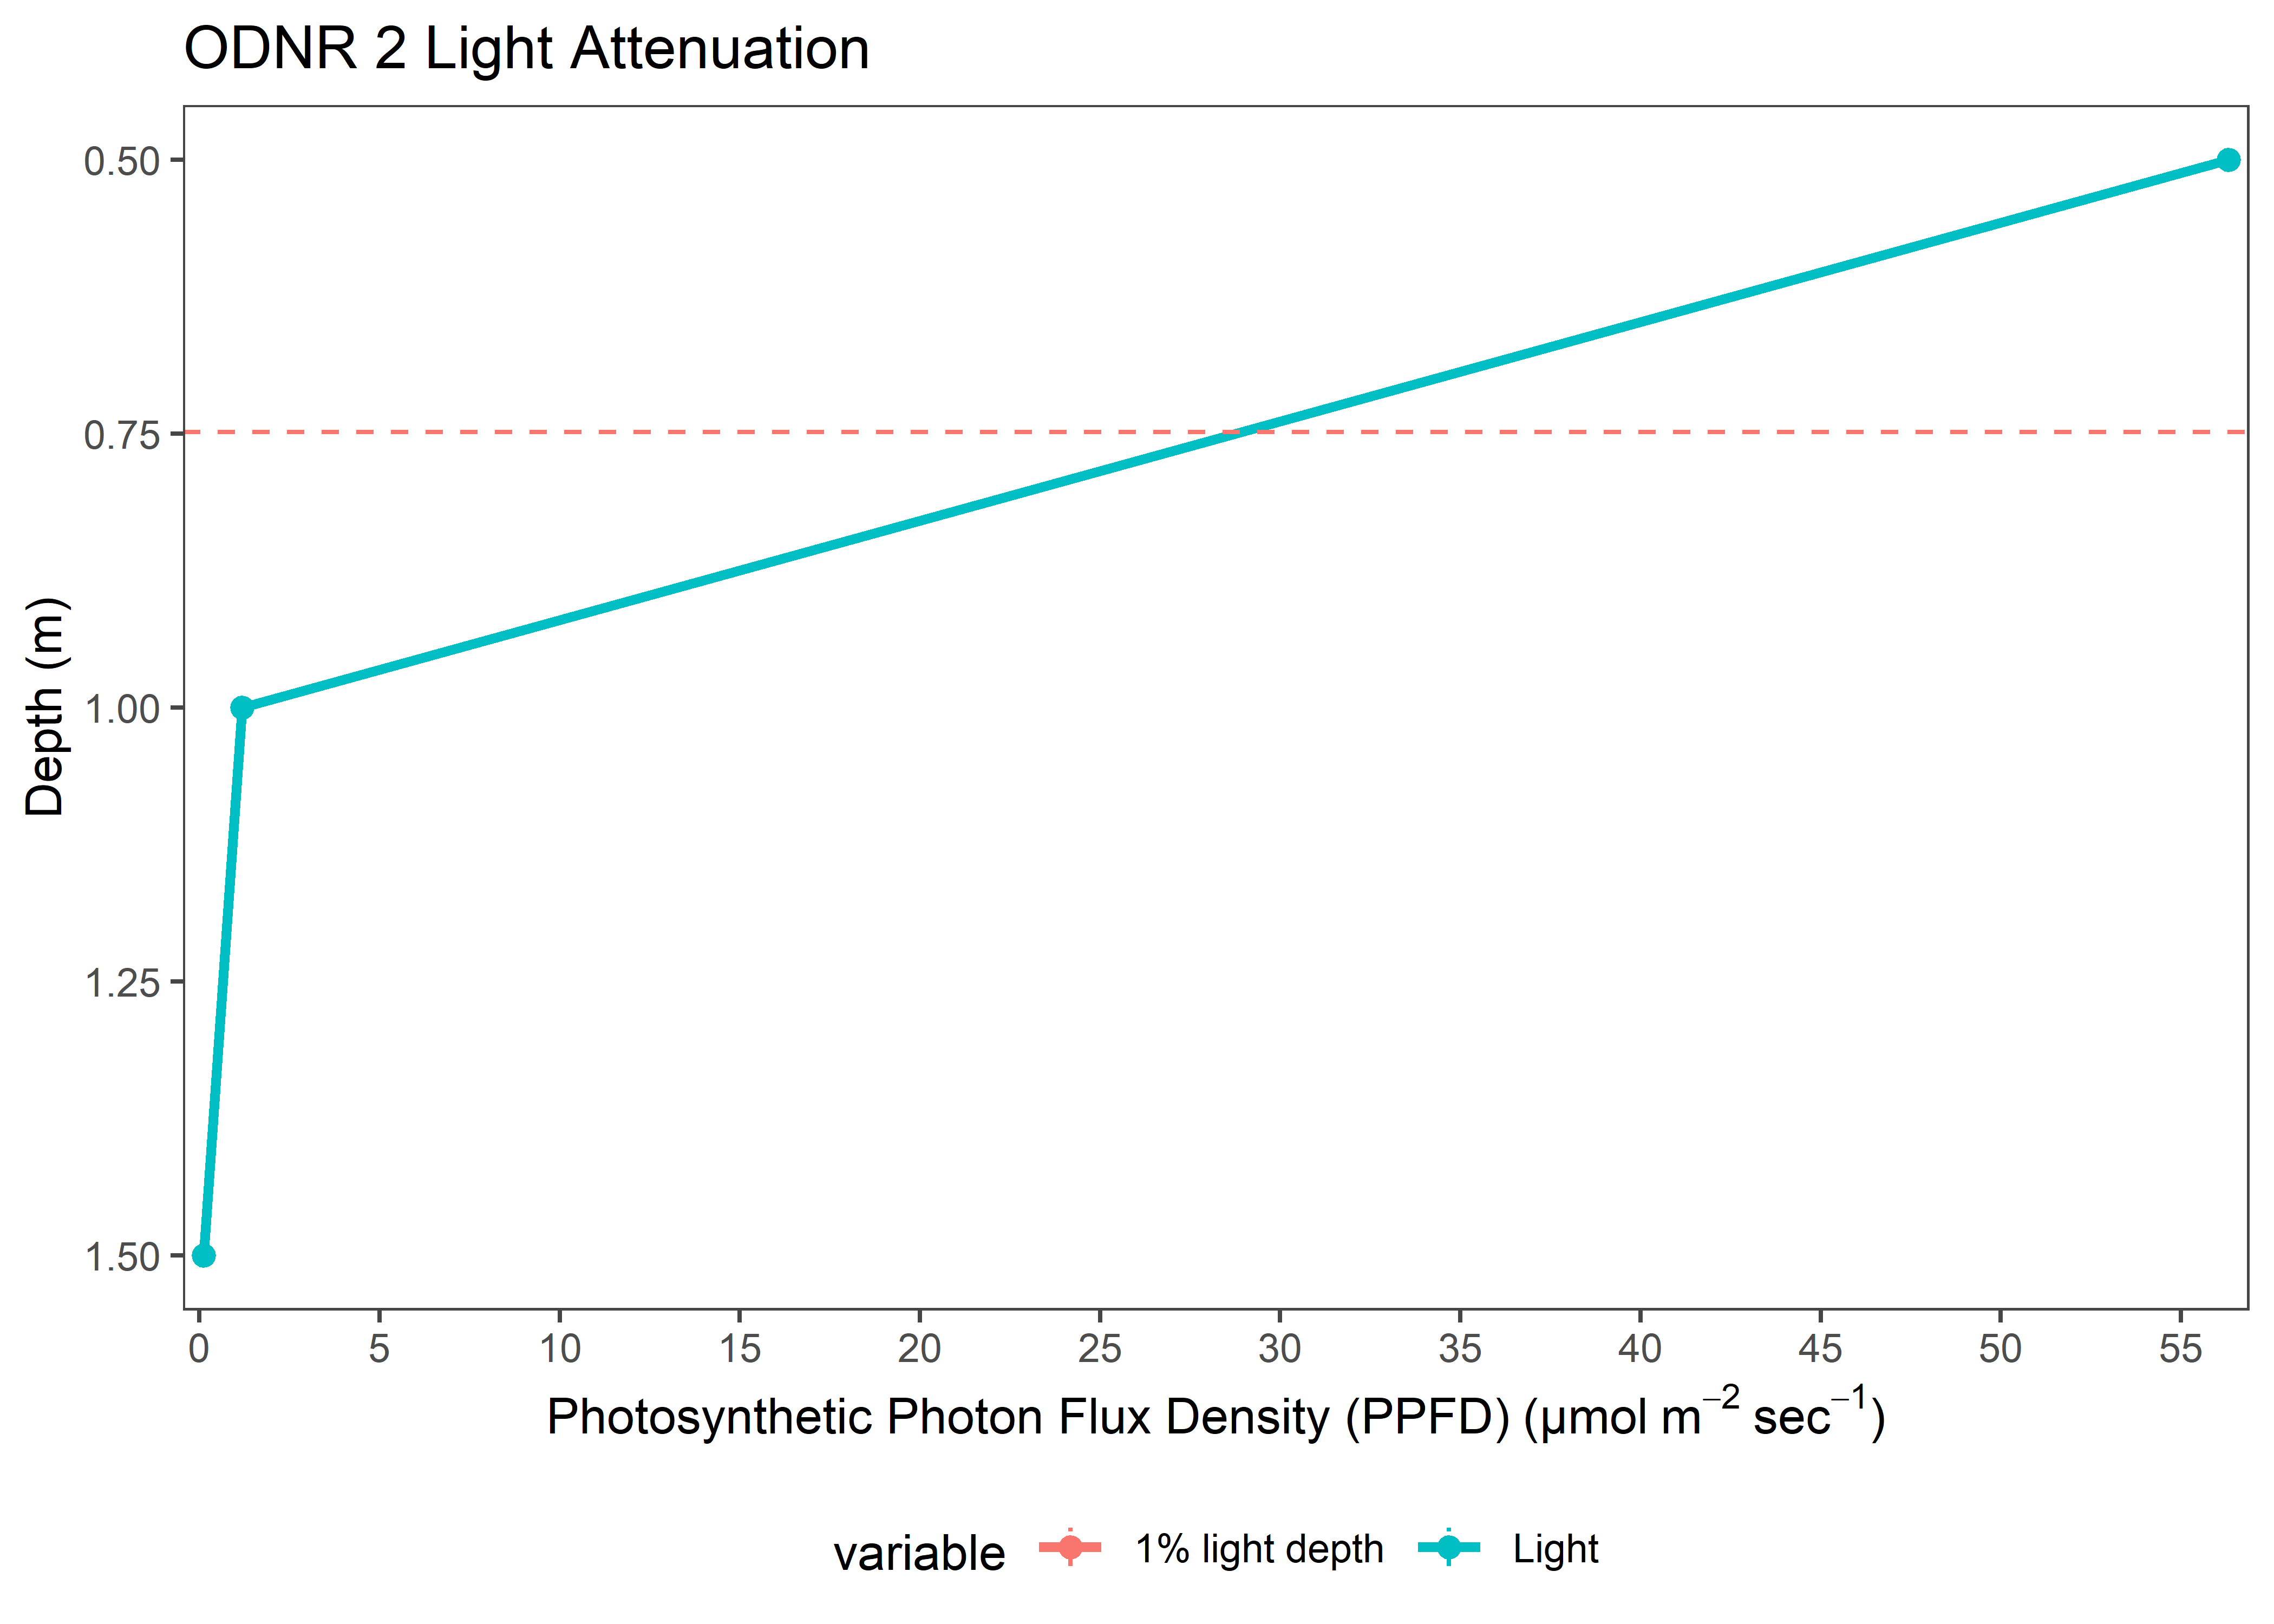 ODNR 2 Light Attenuation
0.50
0.75
1.00
1.25
1.50
Depth (m)
0 5 10 15 20 25 30 35 40 45 50 55
Photosynthetic Photon Flux Density (PPFD) (µmol m⁻² sec⁻¹)
variable 1% light depth Light